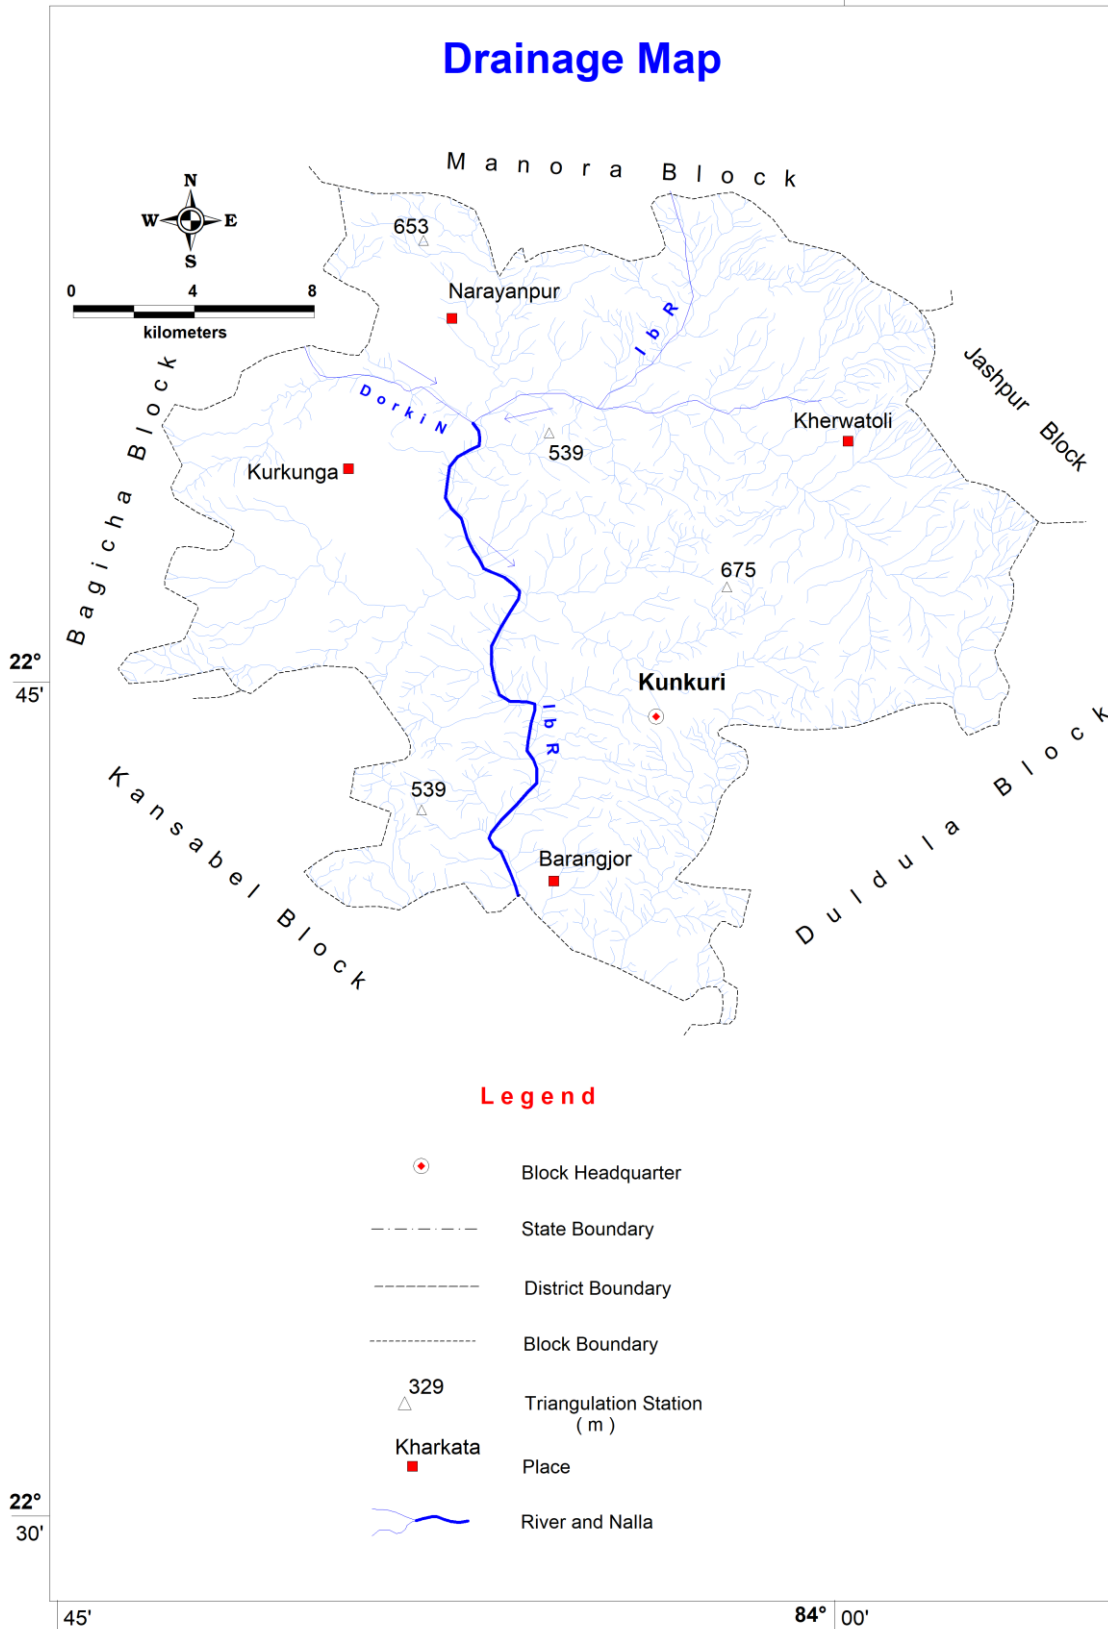 Drainage Map
Manora Block
N
W E
S
653
0 4 8
kilometers
Narayanpur
Ib R
Jashpur Block
Bagicha Block
Dorki N
Kherwatoli
539
Kurkunga
675
22°
45'
Kunkuri
Ib R
Kansabel Block
539
Duldula Block
Barangjor
Legend
Block Headquarter
State Boundary
District Boundary
Block Boundary
329
Triangulation Station
( m )
Kharkata
Place
River and Nalla
22°
30'
45'
84° 00'